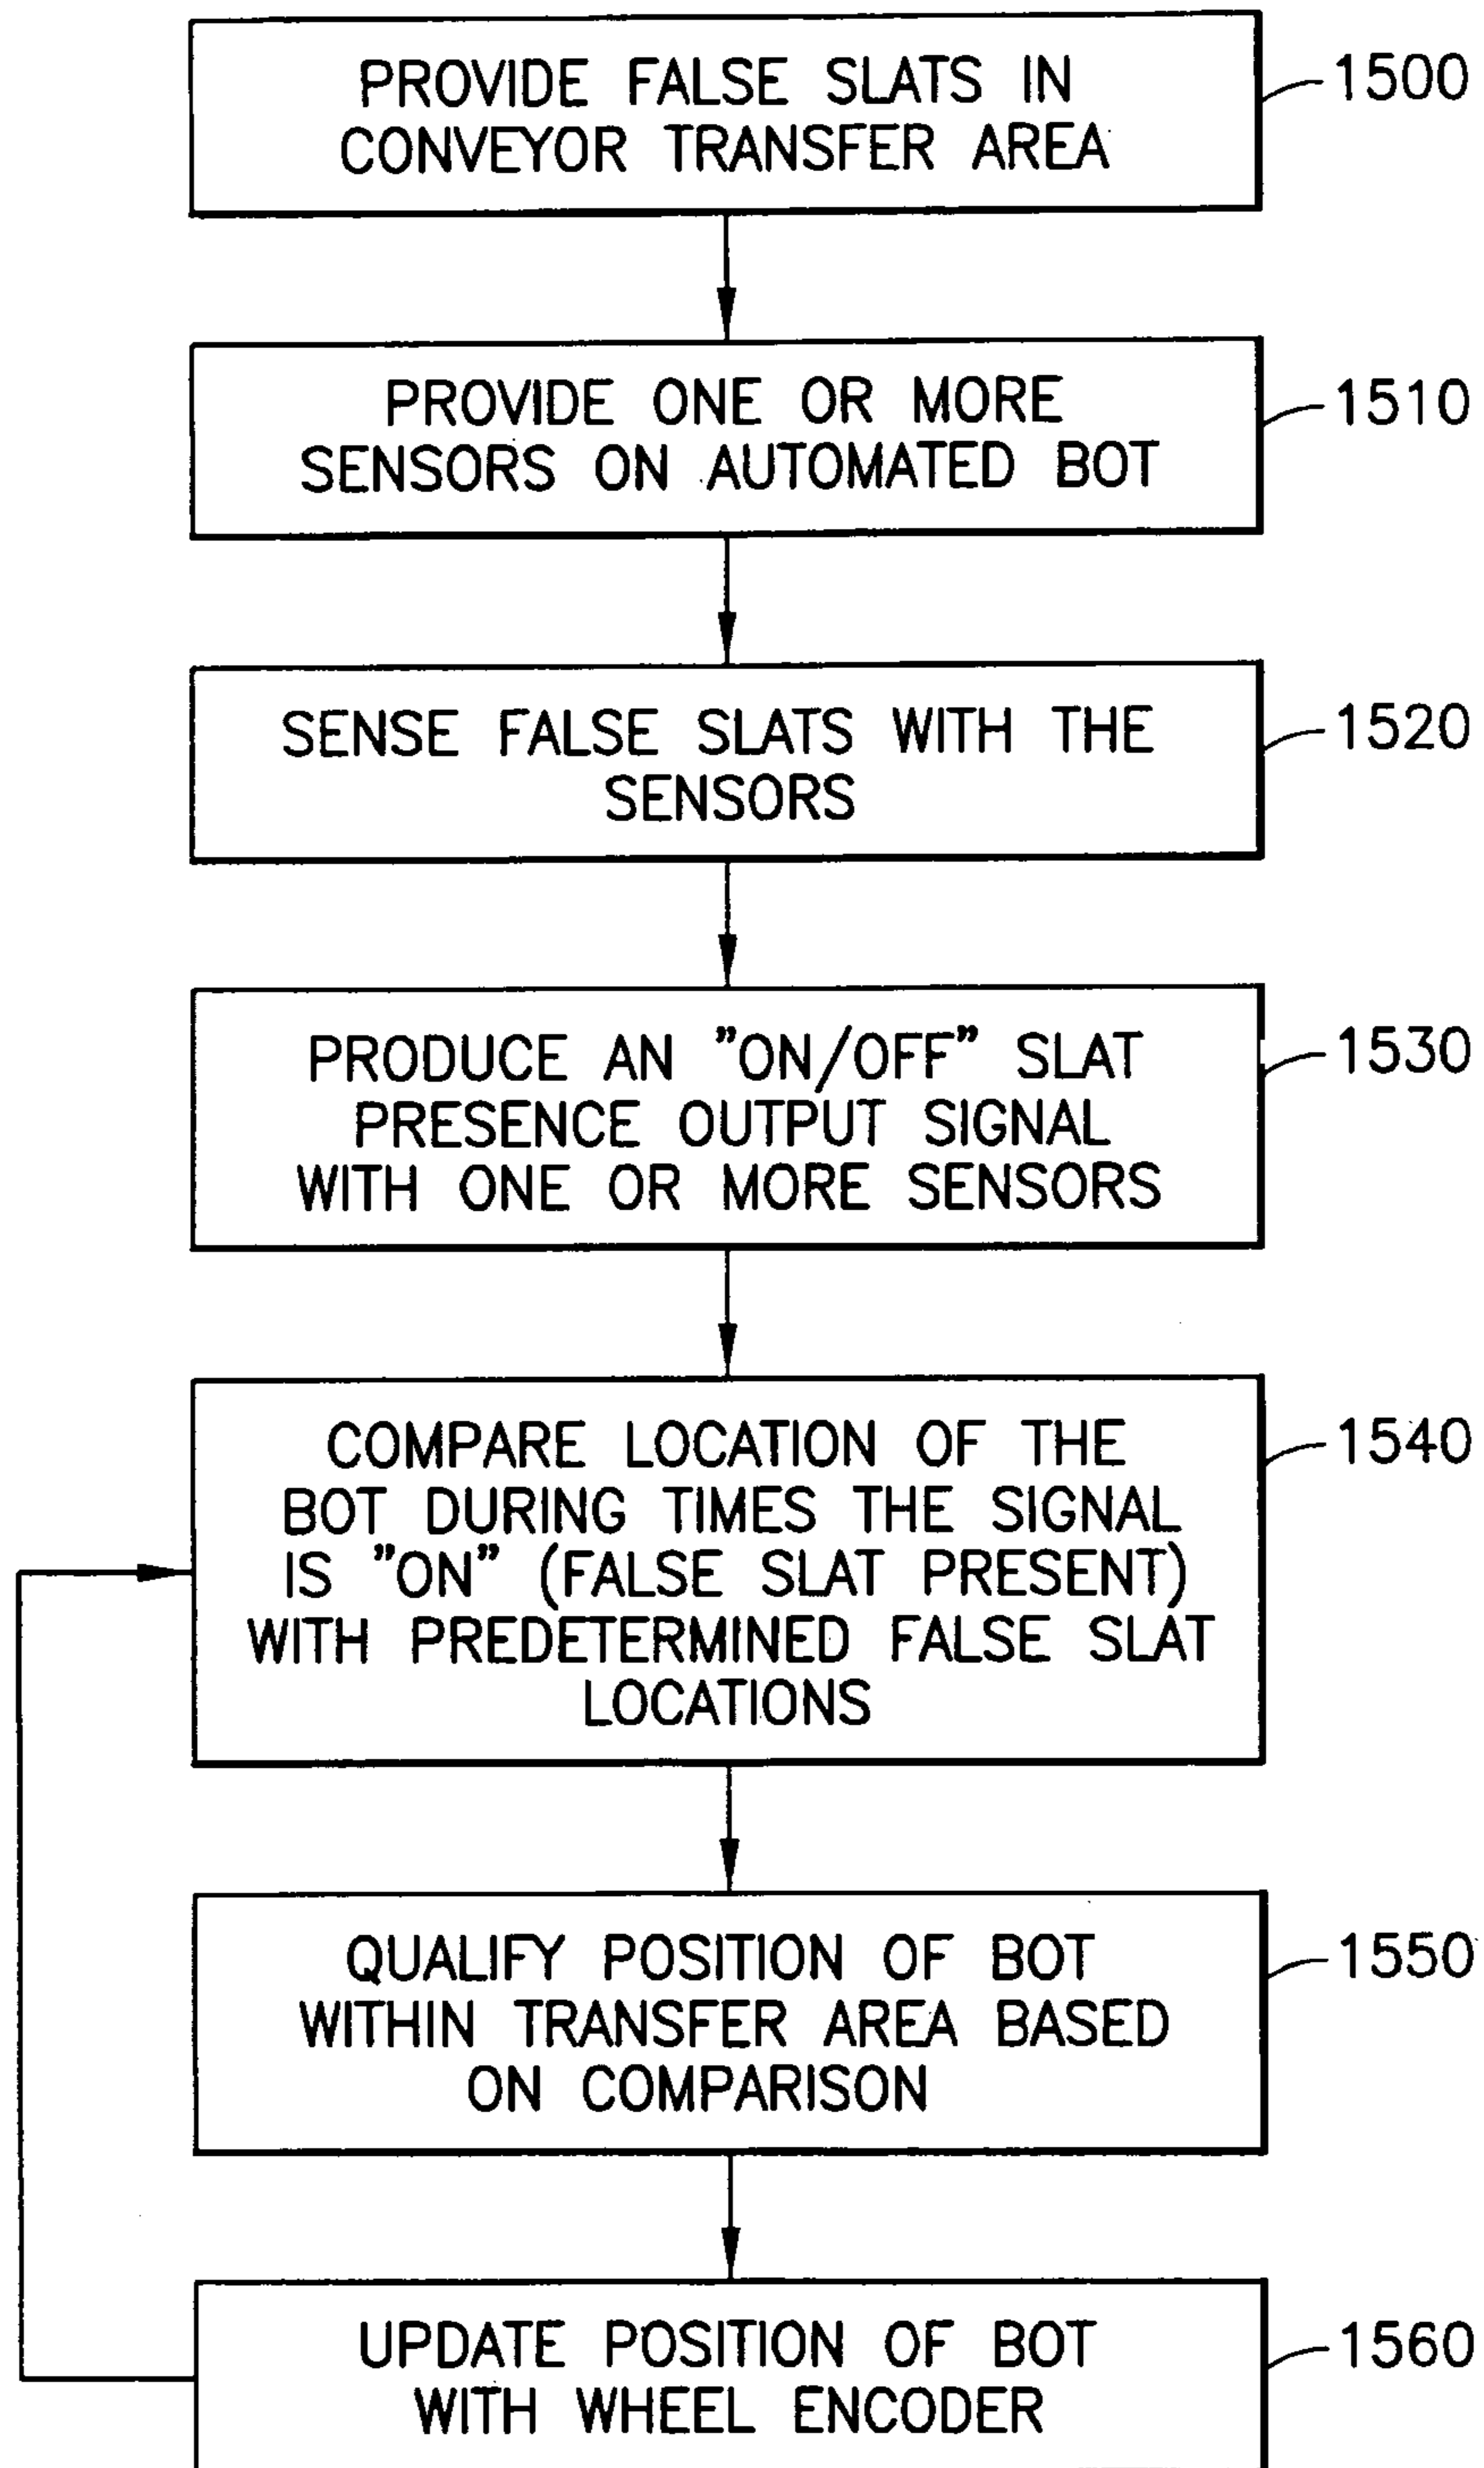 PROVIDE FALSE SLATS IN
CONVEYOR TRANSFER AREA
1500
PROVIDE ONE OR MORE
SENSORS ON AUTOMATED BOT
1510
SENSE FALSE SLATS WITH THE
SENSORS
1520
PRODUCE AN "ON/OFF" SLAT
PRESENCE OUTPUT SIGNAL
WITH ONE OR MORE SENSORS
1530
COMPARE LOCATION OF THE
BOT DURING TIMES THE SIGNAL
IS "ON" (FALSE SLAT PRESENT)
WITH PREDETERMINED FALSE SLAT
LOCATIONS
1540
QUALIFY POSITION OF BOT
WITHIN TRANSFER AREA BASED
ON COMPARISON
1550
UPDATE POSITION OF BOT
WITH WHEEL ENCODER
1560